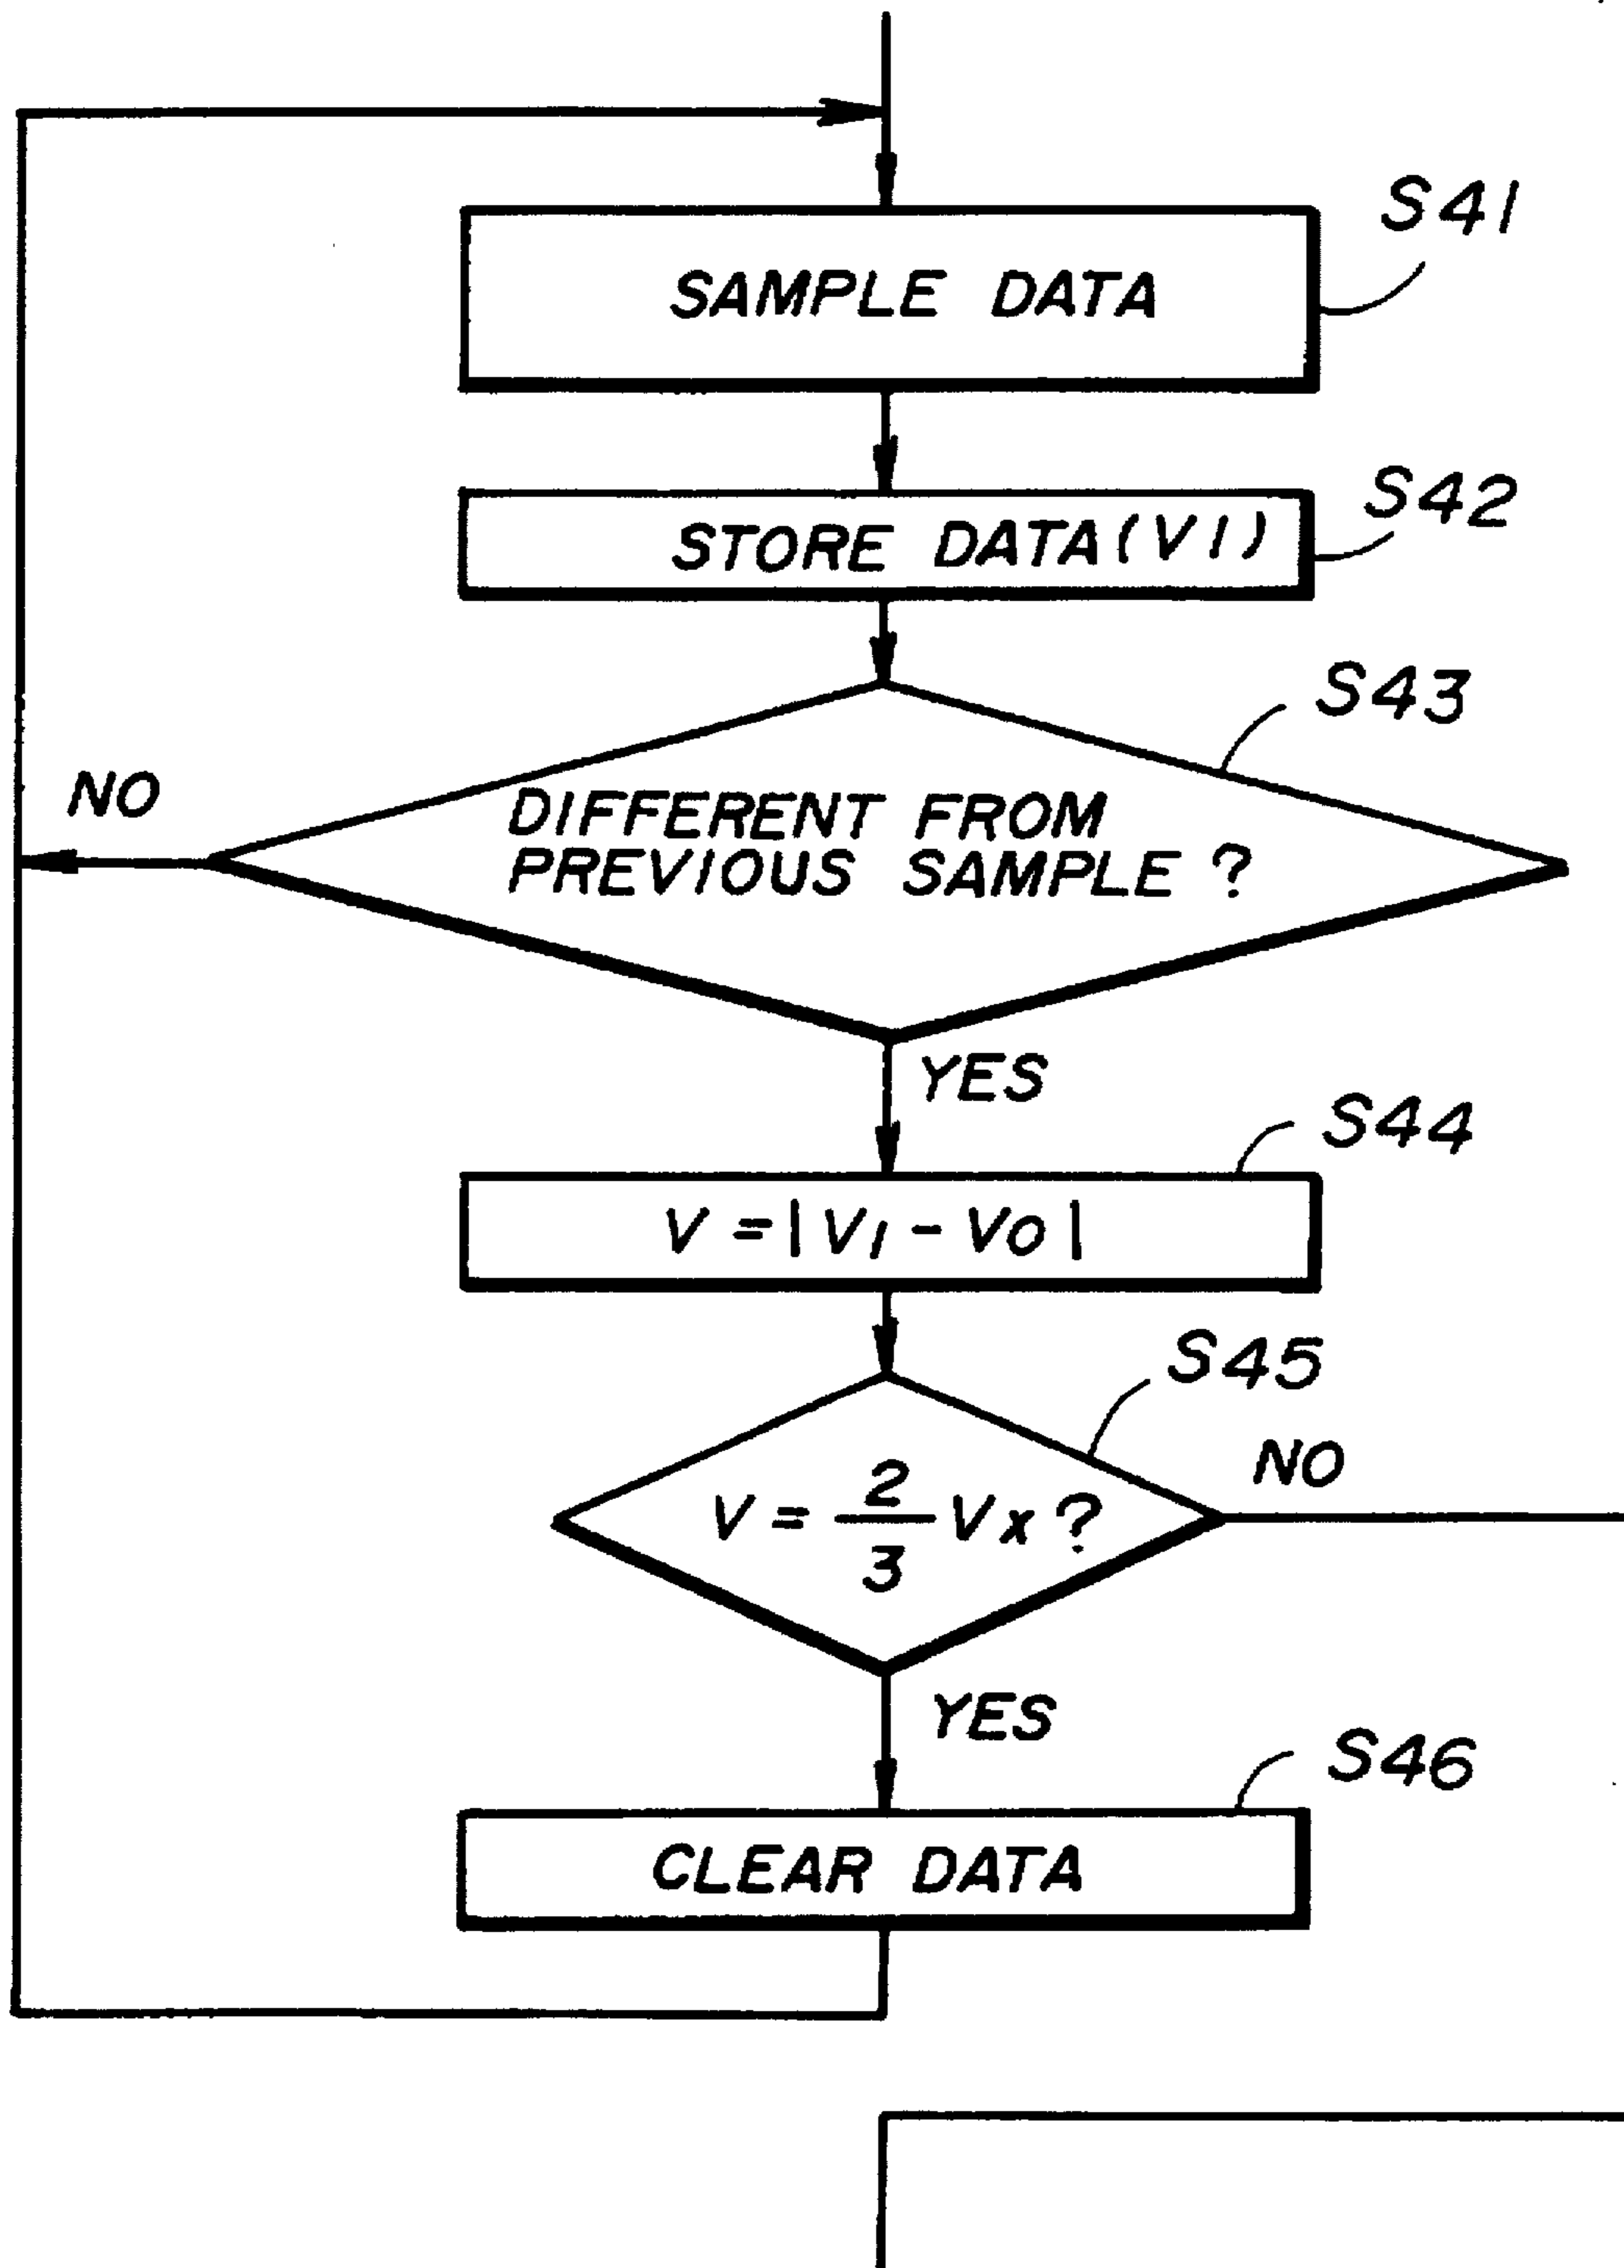 S41
SAMPLE DATA
S42
STORE DATA(V1)
S43
NO
DIFFERENT FROM
PREVIOUS SAMPLE ?
YES
S44
V = | V1 - V0 |
S45
NO
V = 2/3 Vx ?
YES
S46
CLEAR DATA